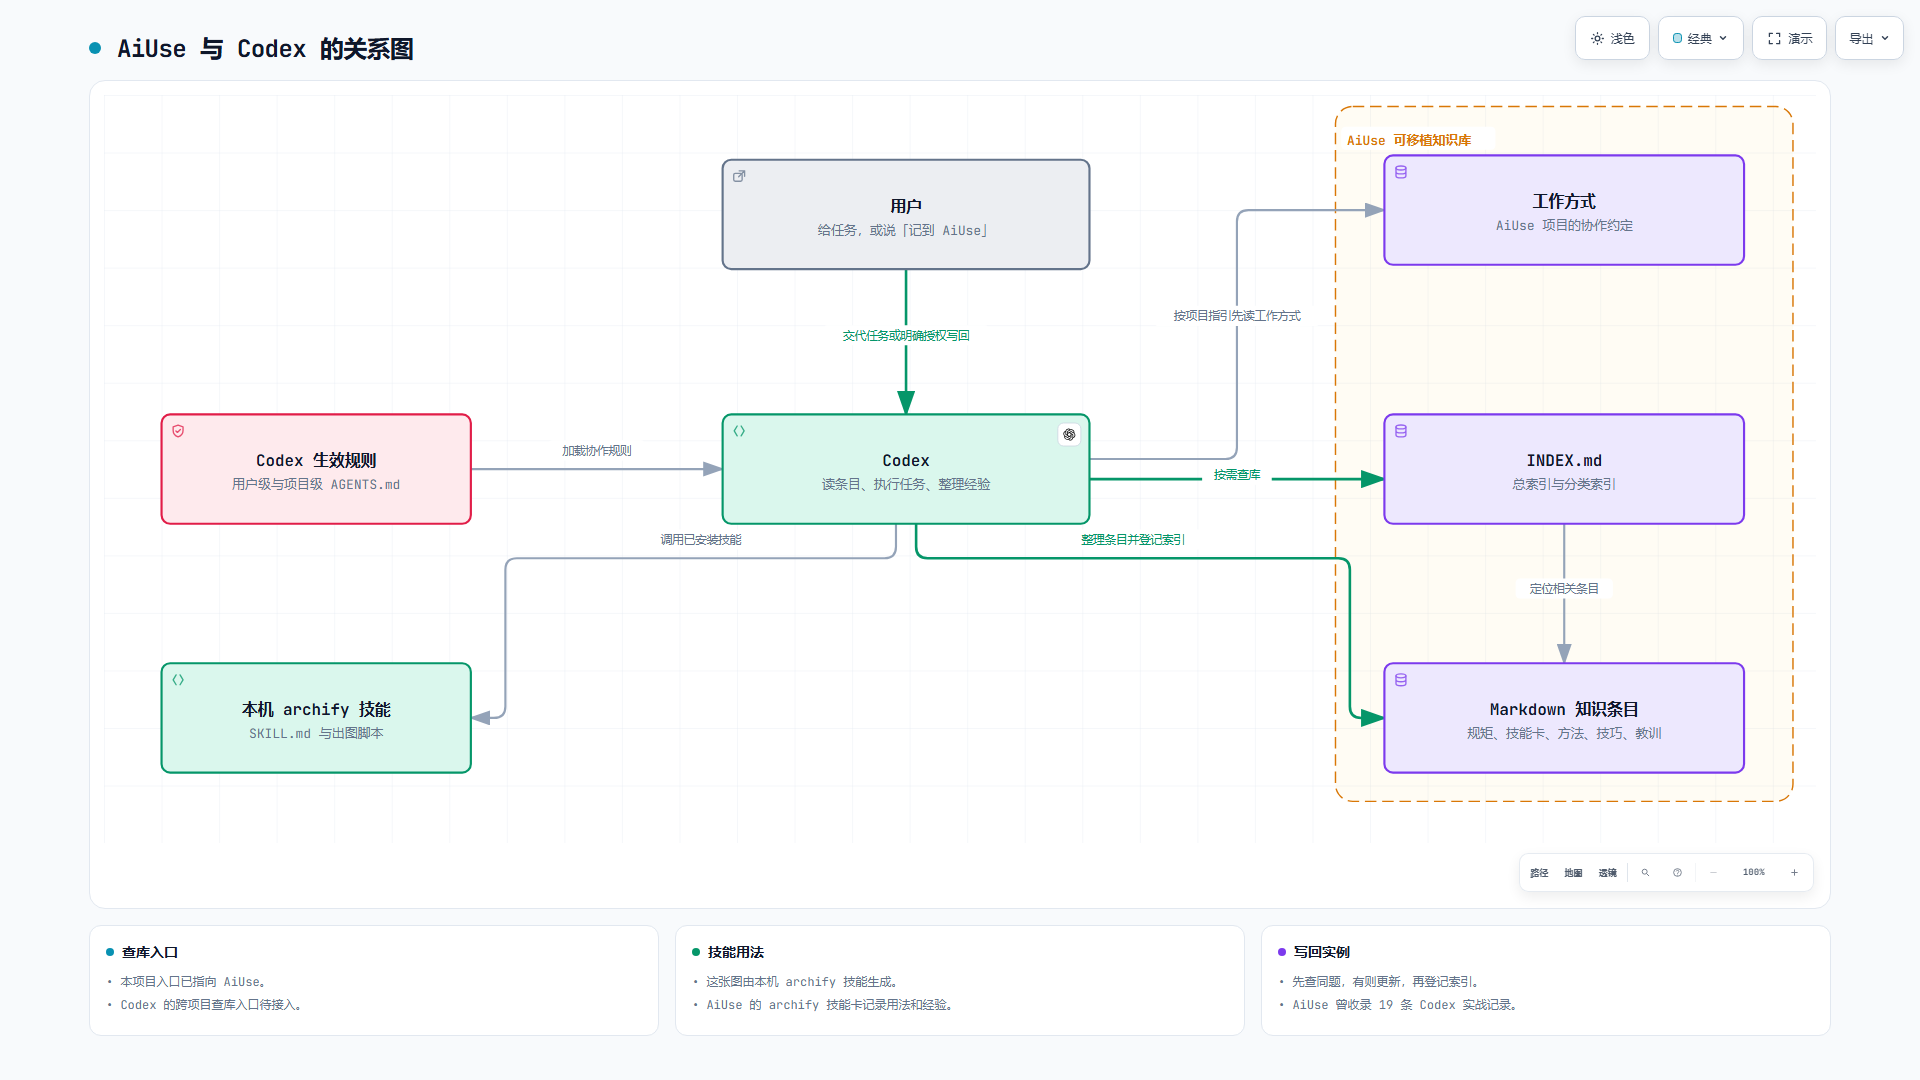 AiUse 与 Codex 的关系图
浅色
经典
演示
导出
AiUse 可移植知识库
用户
给任务，或说「记到 AiUse」
工作方式
AiUse 项目的协作约定
按项目指引先读工作方式
交代任务或明确授权写回
Codex 生效规则
用户级与项目级 AGENTS.md
加载协作规则
Codex
读条目、执行任务、整理经验
按需查库
INDEX.md
总索引与分类索引
调用已安装技能
整理条目并登记索引
定位相关条目
本机 archify 技能
SKILL.md 与出图脚本
Markdown 知识条目
规矩、技能卡、方法、技巧、教训
路径
地图
透镜
100%
查库入口
• 本项目入口已指向 AiUse。
• Codex 的跨项目查库入口待接入。
技能用法
• 这张图由本机 archify 技能生成。
• AiUse 的 archify 技能卡记录用法和经验。
写回实例
• 先查同题，有则更新，再登记索引。
• AiUse 曾收录 19 条 Codex 实战记录。